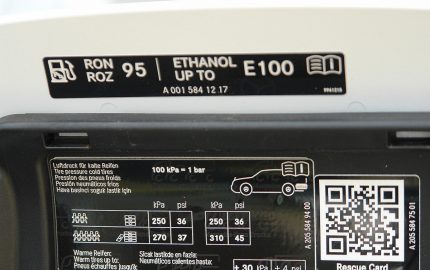 RON 95 | ETHANOL E100
ROZ UP TO
A 001 584 12 17
Luftdruck für kalte Reifen
Tire pressure cold tires
Pression des pneus froids
Presión neumáticos fríos
Hava basıncı soğuk lastik için
100 kPa = 1 bar
kPa psi kPa psi
250 36 250 36
270 37 310 45
Warme Reifen:
Warm tires up to:
Pneus échauffés jusqu'
Sıcak lastikde en fazla:
Neumáticos calientes hasta:
+ 30 kPa + 4 psi
A 205 584 94 00
A 205 584 75 01
Rescue Card